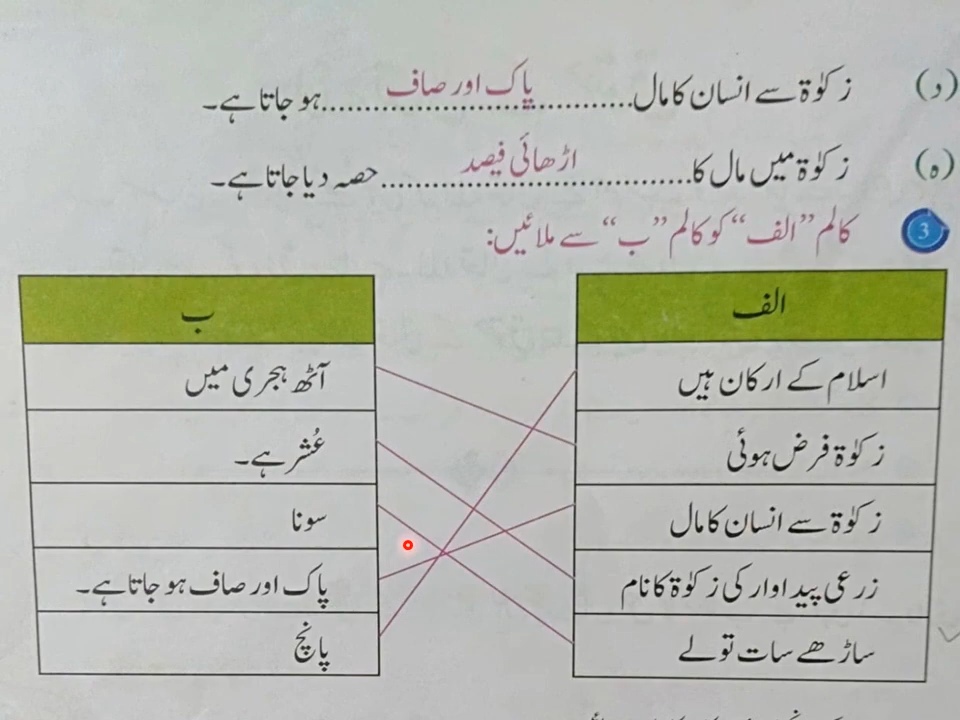 (د) زکوٰۃ سے انسان کا مال ......... پاک اور صاف ......... ہو جاتا ہے۔
(ہ) زکوٰۃ میں مال کا ......... اڑھائی فیصد ......... حصہ دیا جاتا ہے۔
3 کالم ”الف“ کو کالم ”ب“ سے ملائیں:
الف ب
اسلام کے ارکان ہیں آٹھ ہجری میں
زکوٰۃ فرض ہوئی عُشر ہے۔
زکوٰۃ سے انسان کا مال سونا
زرعی پیداوار کی زکوٰۃ کا نام پاک اور صاف ہو جاتا ہے۔
ساڑھے سات تولے پانچ